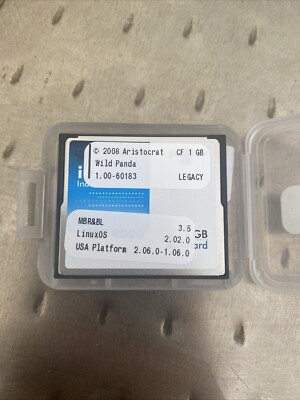 © 2008 Aristocrat CF 1 GB
Wild Panda
1.00-60183 LEGACY
MBR&BL 3.5
LinuxOS 2.02.0
USA Platform 2.06.0-1.06.0
GB